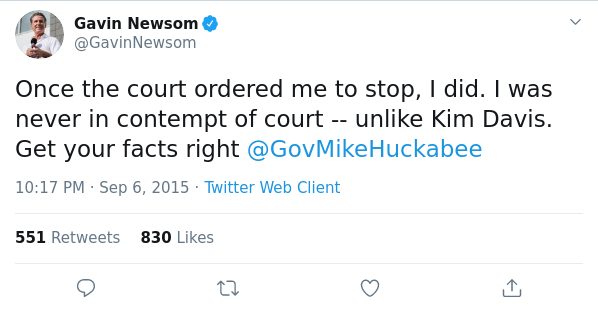 Gavin Newsom
@GavinNewsom
Once the court ordered me to stop, I did. I was
never in contempt of court -- unlike Kim Davis.
Get your facts right @GovMikeHuckabee
10:17 PM · Sep 6, 2015 · Twitter Web Client
551 Retweets 830 Likes